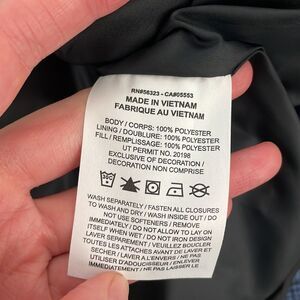 RN#56323 - CA#05553
MADE IN VIETNAM
FABRIQUE AU VIETNAM
BODY / CORPS: 100% POLYESTER
LINING / DOUBLURE: 100% POLYESTER
FILL / REMPLISSAGE: 100% POLYESTER
UT PERMIT NO. 20198
EXCLUSIVE OF DECORATION /
DECORATION NON COMPRISE
WASH SEPARATELY / FASTEN ALL CLOSURES
TO WASH AND DRY / WASH INSIDE OUT / DO
NOT USE SOFTENERS / REMOVE
IMMEDIATELY / DO NOT ALLOW TO LAY ON
ITSELF WHEN WET / DO NOT IRON DESIGN
LAVER SEPAREMENT / VEUILLEZ BOUCLER
TOUTES LES ATTACHES AVANT DE LAVER ET
SECHER / LAVER A L'ENVERS / NE PAS
UTILISER D'ADOUCISSEUR / ENLEVER
IMMEDIATEMENT / NE PAS LAISSER LE